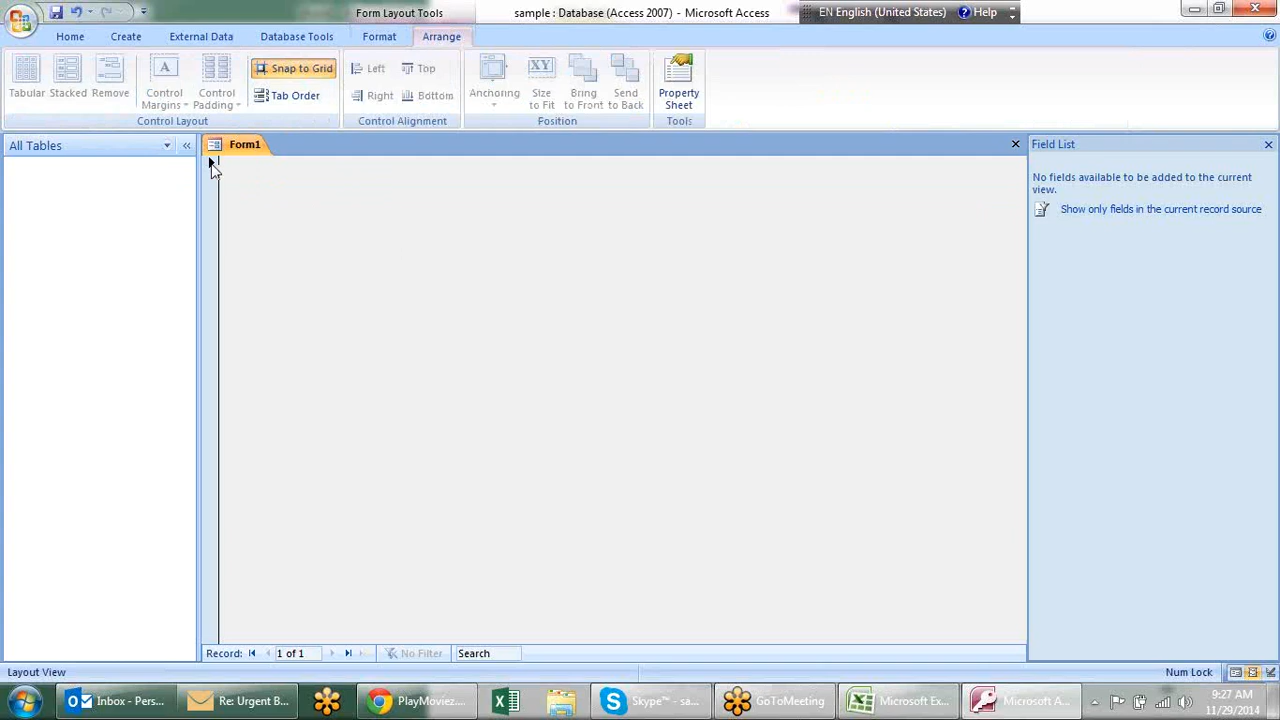 Form Layout Tools
sample : Database (Access 2007) - Microsoft Access
EN English (United States)
Help
Home
Create
External Data
Database Tools
Format
Arrange
Tabular
Stacked
Remove
Control Margins
Control Padding
Snap to Grid
Tab Order
Left
Top
Right
Bottom
Anchoring
Size to Fit
Bring to Front
Send to Back
Property Sheet
Control Layout
Control Alignment
Position
Tools
All Tables
«
Form1
Field List
No fields available to be added to the current
view.
Show only fields in the current record source
Record:
1 of 1
No Filter
Search
Layout View
Num Lock
Inbox - Pers...
Re: Urgent B...
PlayMoviez....
Skype™ - sa...
GoToMeeting
Microsoft Ex...
Microsoft A...
9:27 AM
11/29/2014